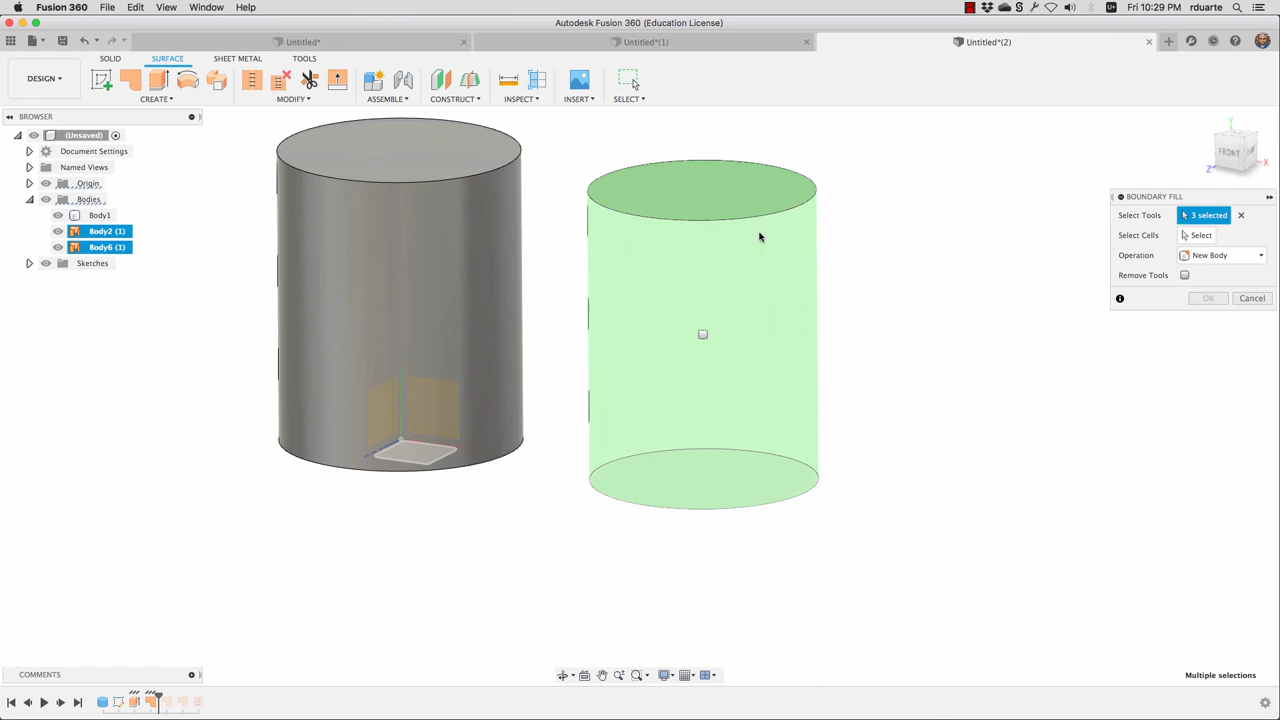 Fusion 360 File Edit View Window Help
Fri 10:29 PM rduarte
Autodesk Fusion 360 (Education License)
Untitled* Untitled*(1) Untitled*(2)
DESIGN
SOLID SURFACE SHEET METAL TOOLS
CREATE MODIFY ASSEMBLE CONSTRUCT INSPECT INSERT SELECT
BROWSER
(Unsaved)
Document Settings
Named Views
Origin
Bodies
Body1
Body2 (1)
Body6 (1)
Sketches
FRONT
Y
X
Z
BOUNDARY FILL
Select Tools 3 selected
Select Cells Select
Operation New Body
Remove Tools
OK Cancel
COMMENTS
Multiple selections